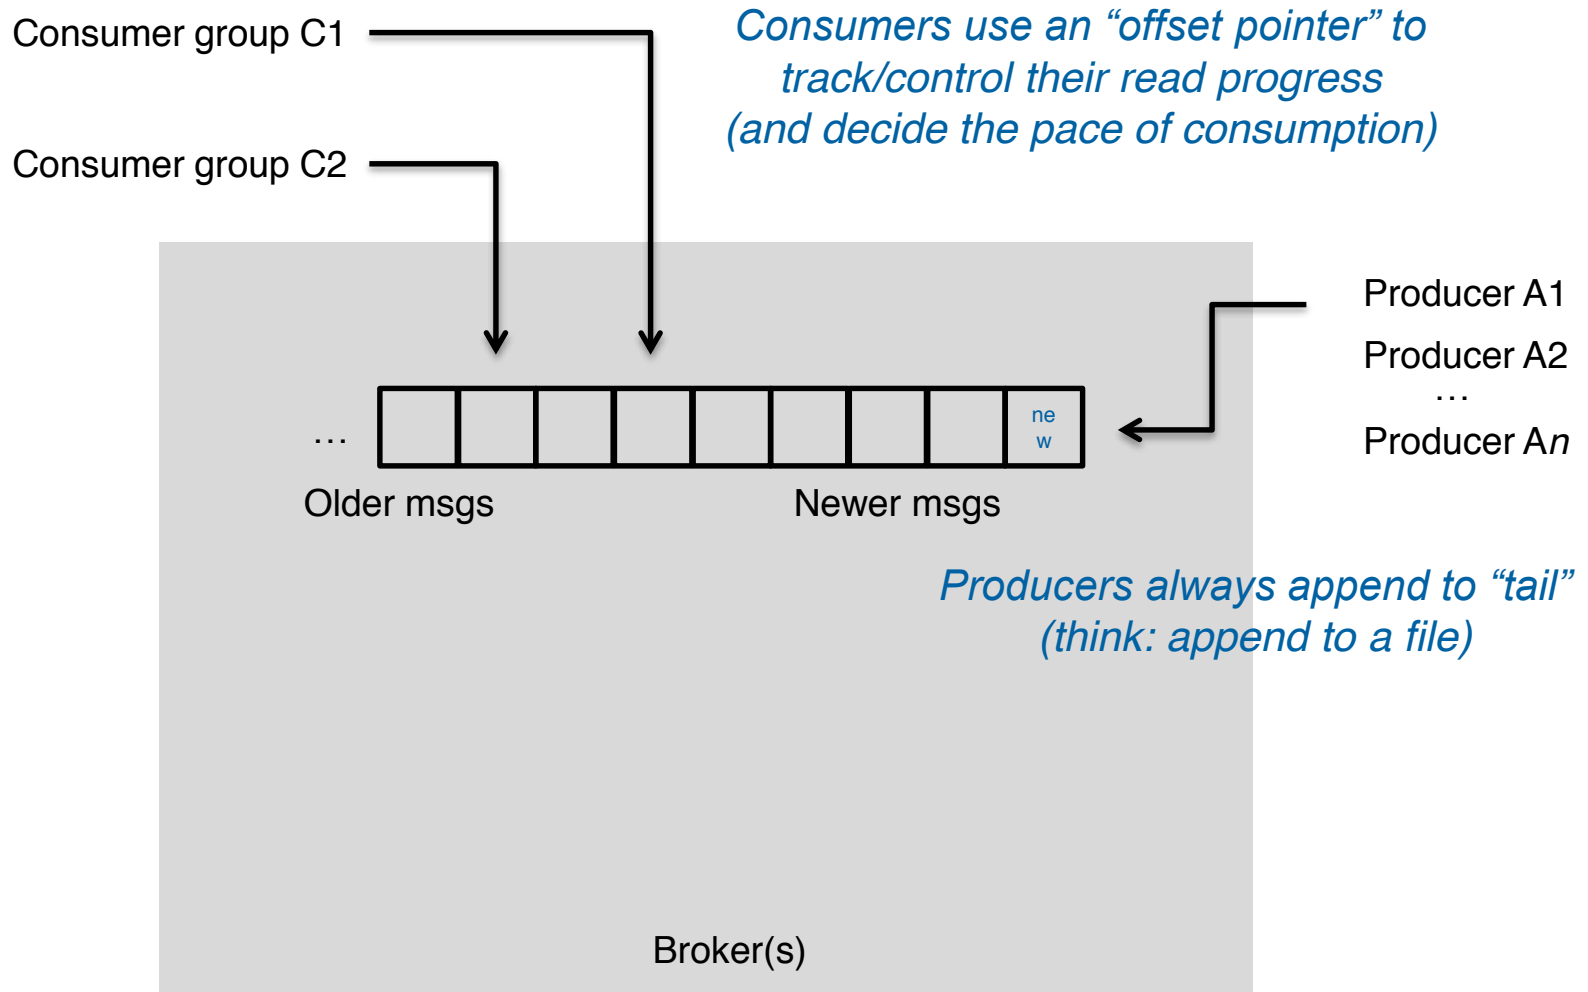 Consumer group C1
Consumers use an “offset pointer” to
track/control their read progress
(and decide the pace of consumption)
Consumer group C2
Producer A1
Producer A2
…
Producer An
…
ne
w
Older msgs
Newer msgs
Producers always append to “tail”
(think: append to a file)
Broker(s)